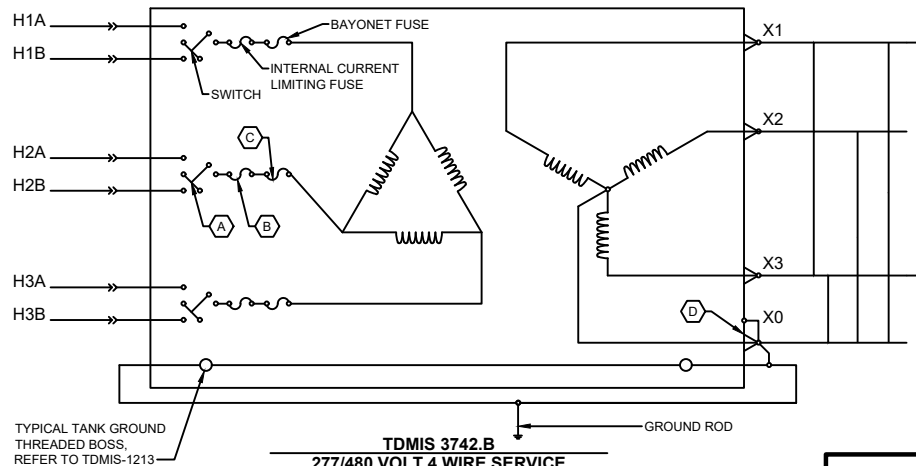 H1A
H1B
BAYONET FUSE
INTERNAL CURRENT
LIMITING FUSE
SWITCH
X1
X2
H2A
H2B
C
A
B
X3
H3A
H3B
D
X0
TYPICAL TANK GROUND
THREADED BOSS,
REFER TO TDMIS-1213
GROUND ROD
TDMIS 3742.B
277/480 VOLT 4 WIRE SERVICE